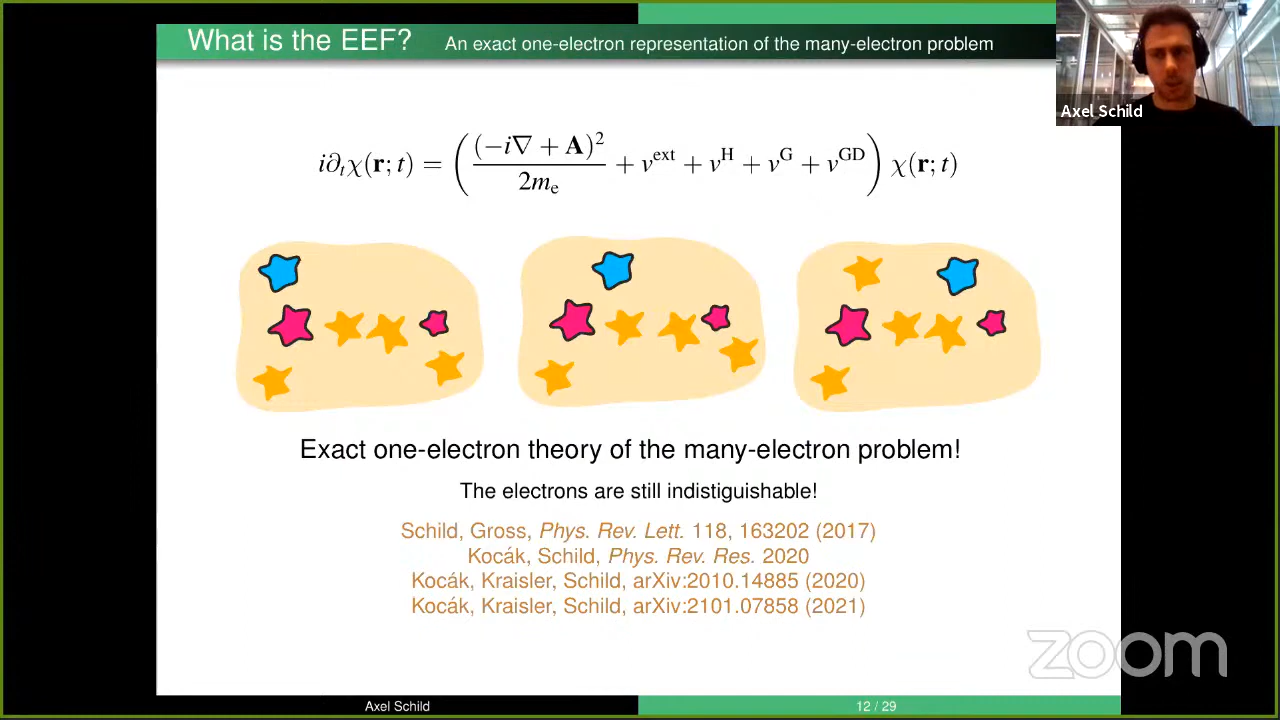 What is the EEF? An exact one-electron representation of the many-electron problem
Axel Schild
i∂ₜχ(r; t) = ( (−i∇ + A)² / 2mₑ + v^ext + v^H + v^G + v^GD ) χ(r; t)
Exact one-electron theory of the many-electron problem!
The electrons are still indistiguishable!
Schild, Gross, Phys. Rev. Lett. 118, 163202 (2017)
Kocák, Schild, Phys. Rev. Res. 2020
Kocák, Kraisler, Schild, arXiv:2010.14885 (2020)
Kocák, Kraisler, Schild, arXiv:2101.07858 (2021)
zoom
Axel Schild 12 / 29